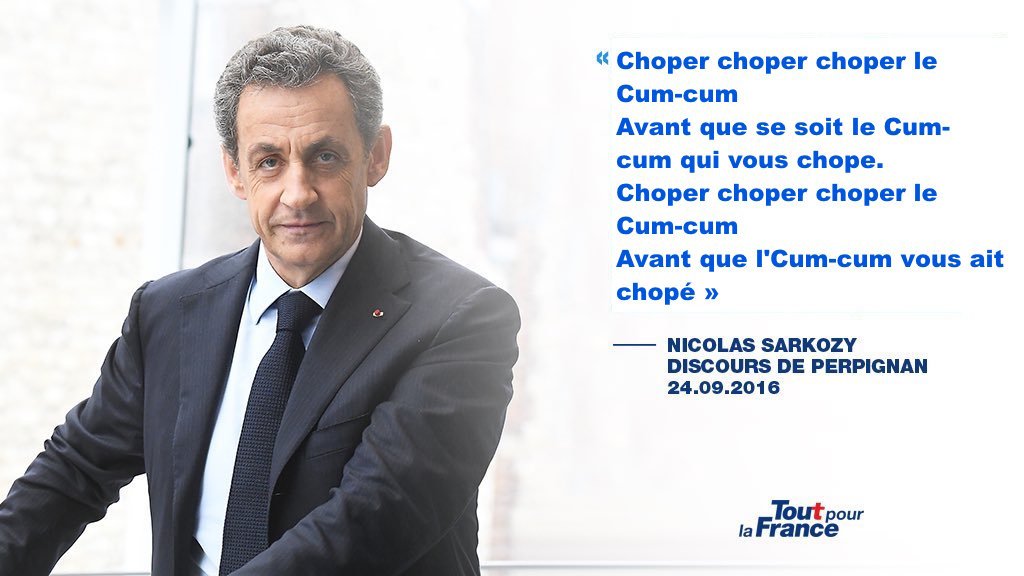 « Choper choper choper le
Cum-cum
Avant que se soit le Cum-
cum qui vous chope.
Choper choper choper le
Cum-cum
Avant que l'Cum-cum vous ait
chopé »
NICOLAS SARKOZY
DISCOURS DE PERPIGNAN
24.09.2016
Tout pour
la France